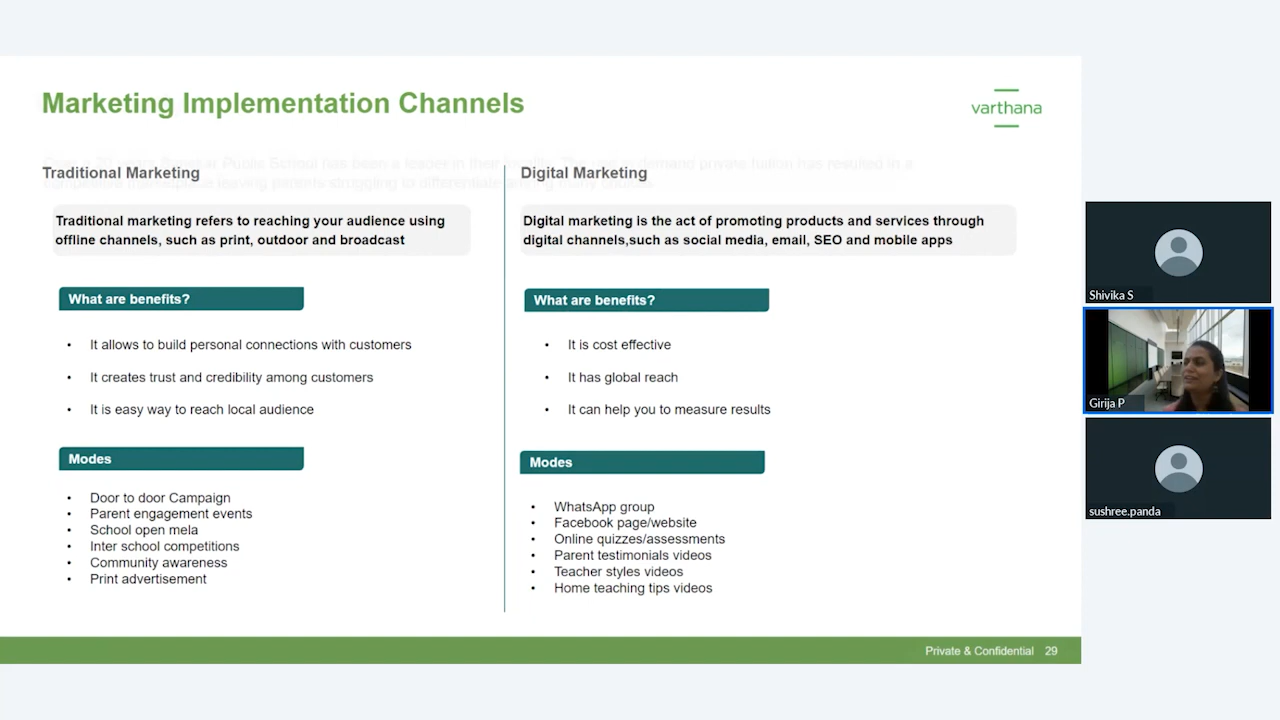 Marketing Implementation Channels
varthana
Traditional Marketing
Traditional marketing refers to reaching your audience using
offline channels, such as print, outdoor and broadcast
What are benefits?
• It allows to build personal connections with customers
• It creates trust and credibility among customers
• It is easy way to reach local audience
Modes
• Door to door Campaign
• Parent engagement events
• School open mela
• Inter school competitions
• Community awareness
• Print advertisement
Digital Marketing
Digital marketing is the act of promoting products and services through
digital channels,such as social media, email, SEO and mobile apps
What are benefits?
• It is cost effective
• It has global reach
• It can help you to measure results
Modes
• WhatsApp group
• Facebook page/website
• Online quizzes/assessments
• Parent testimonials videos
• Teacher styles videos
• Home teaching tips videos
Private & Confidential 29
Shivika S
Girija P
sushree.panda